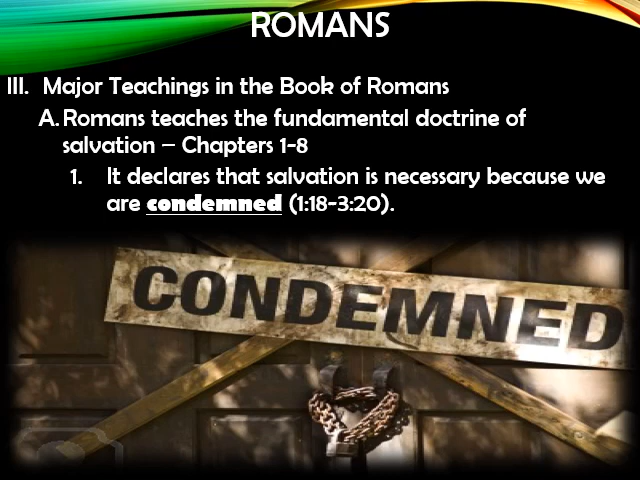 ROMANS
III. Major Teachings in the Book of Romans
A. Romans teaches the fundamental doctrine of
salvation – Chapters 1-8
1. It declares that salvation is necessary because we
are condemned (1:18-3:20).
CONDEMNED